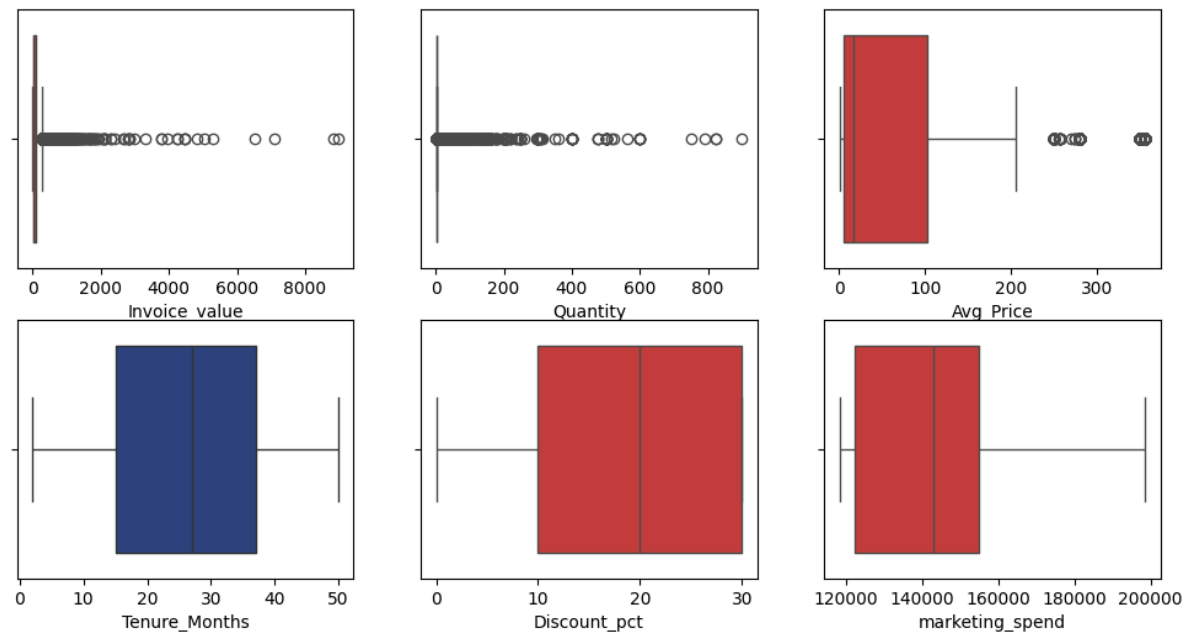 0 2000 4000 6000 8000 0 200 400 600 800 0 100 200 300
Invoice_value Quantity Avg_Price
0 10 20 30 40 50 0 10 20 30 120000 140000 160000 180000 200000
Tenure_Months Discount_pct marketing_spend